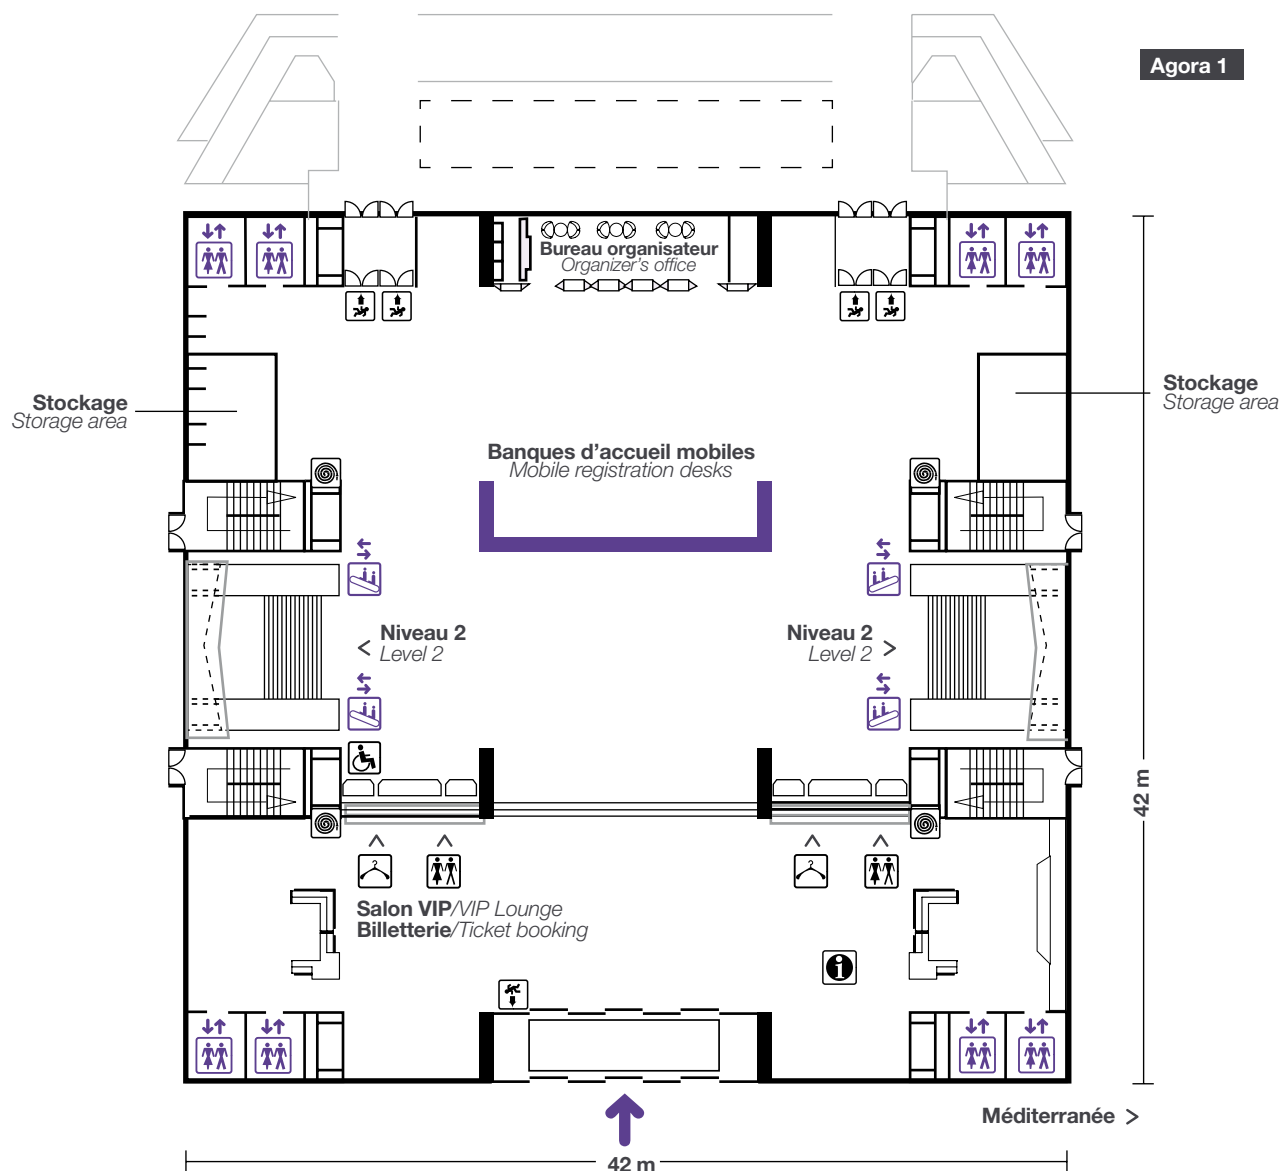 Agora 1
Bureau organisateur
Organizer's office
Stockage
Storage area
Stockage
Storage area
Banques d'accueil mobiles
Mobile registration desks
< Niveau 2
Level 2
Niveau 2 >
Level 2
42 m
Salon VIP/VIP Lounge
Billetterie/Ticket booking
i
Méditerranée >
42 m